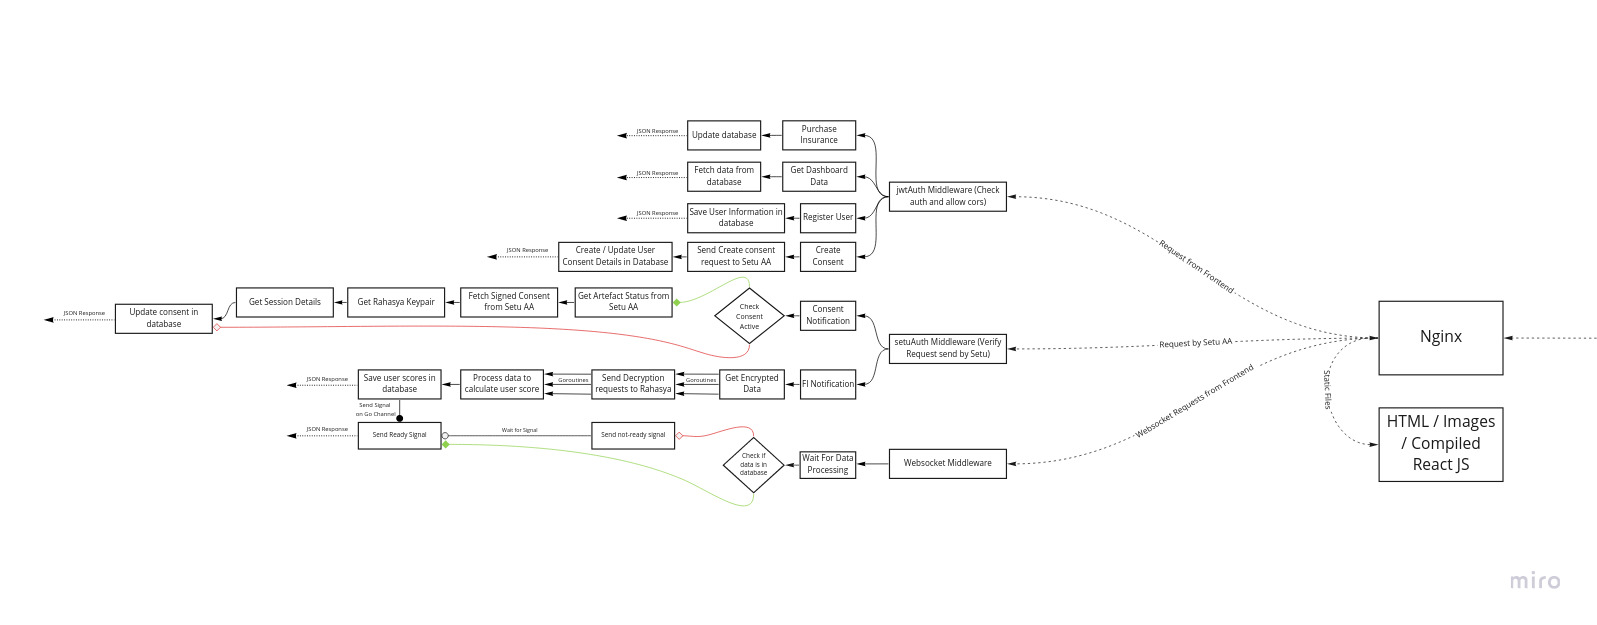 JSON Response
Update database
Purchase
Insurance
JSON Response
Fetch data from
database
Get Dashboard
Data
jwtAuth Middleware (Check
auth and allow cors)
JSON Response
Save User Information in
database
Register User
JSON Response
Create / Update User
Consent Details in Database
Send Create consent
request to Setu AA
Create
Consent
Request from Frontend
JSON Response
Update consent in
database
Get Session Details
Get Rahasya Keypair
Fetch Signed Consent
from Setu AA
Get Artefact Status from
Setu AA
Check
Consent
Active
Consent
Notification
setuAuth Middleware (Verify
Request send by Setu)
Request by Setu AA
Nginx
JSON Response
Save user scores in
database
Process data to
calculate user score
Goroutines
Send Decryption
requests to Rahasya
Goroutines
Get Encrypted
Data
FI Notification
Websocket Requests from Frontend
Static Files
Send Signal
on Go Channel
JSON Response
Send Ready Signal
Wait for Signal
Send not-ready signal
Check if
data is in
database
Wait For Data
Processing
Websocket Middleware
HTML / Images
/ Compiled
React JS
miro